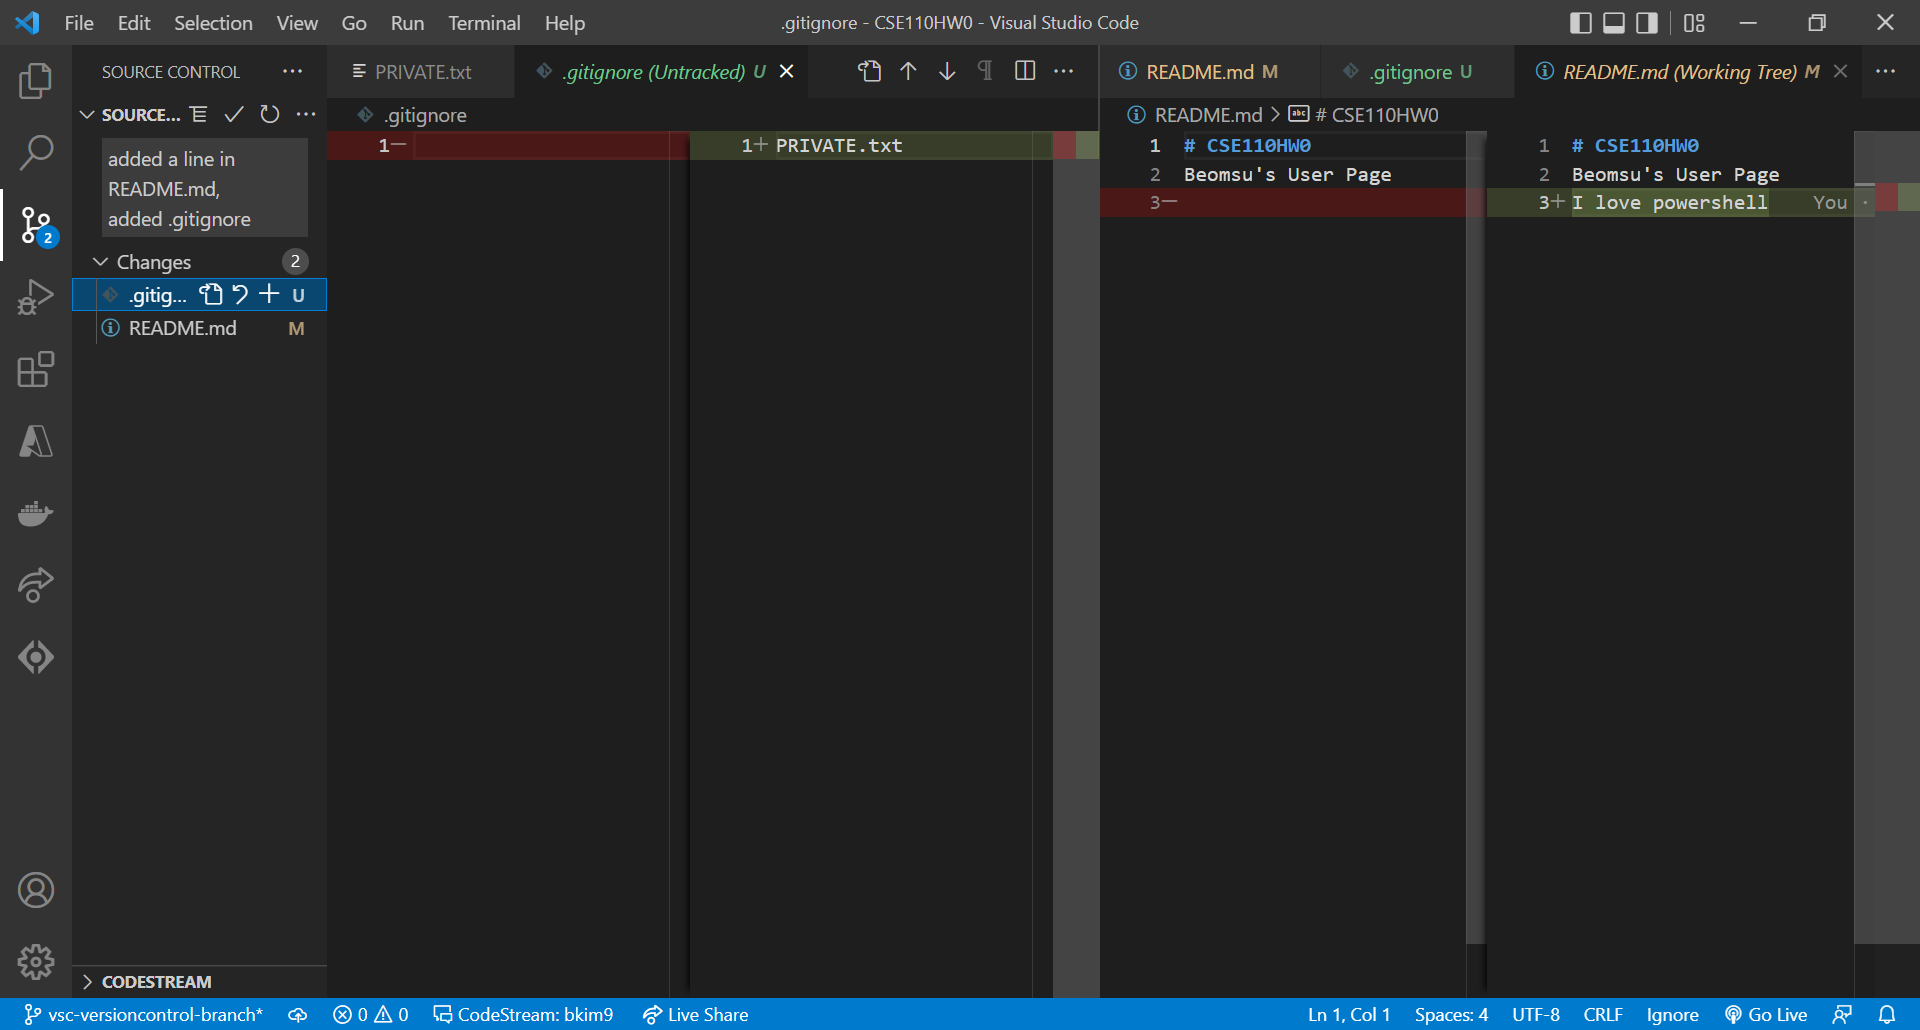 File Edit Selection View Go Run Terminal Help
.gitignore - CSE110HW0 - Visual Studio Code
SOURCE CONTROL
SOURCE...
added a line in
README.md,
added .gitignore
Changes 2
.gitig... U
README.md M
2
CODESTREAM
PRIVATE.txt
.gitignore (Untracked) U
.gitignore
1−
1+ PRIVATE.txt
README.md M
.gitignore U
README.md (Working Tree) M
README.md > abc # CSE110HW0
1 # CSE110HW0
2 Beomsu's User Page
3−
1 # CSE110HW0
2 Beomsu's User Page
3+ I love powershell You ·
vsc-versioncontrol-branch* 0 0 CodeStream: bkim9 Live Share
Ln 1, Col 1 Spaces: 4 UTF-8 CRLF Ignore Go Live